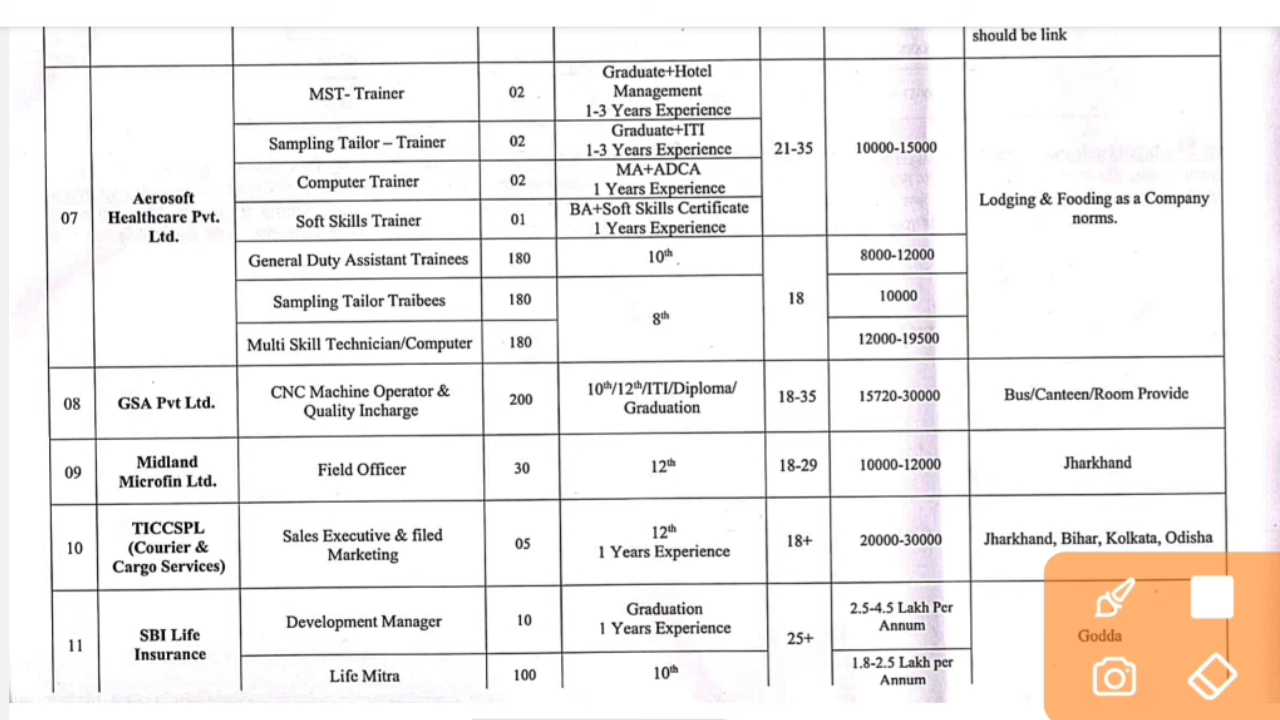 should be link
07
Aerosoft
Healthcare Pvt.
Ltd.
MST- Trainer
02
Graduate+Hotel
Management
1-3 Years Experience
21-35
10000-15000
Lodging & Fooding as a Company
norms.
Sampling Tailor – Trainer
02
Graduate+ITI
1-3 Years Experience
Computer Trainer
02
MA+ADCA
1 Years Experience
Soft Skills Trainer
01
BA+Soft Skills Certificate
1 Years Experience
General Duty Assistant Trainees
180
10th
18
8000-12000
Sampling Tailor Traibees
180
8th
10000
Multi Skill Technician/Computer
180
12000-19500
08
GSA Pvt Ltd.
CNC Machine Operator &
Quality Incharge
200
10th/12th/ITI/Diploma/
Graduation
18-35
15720-30000
Bus/Canteen/Room Provide
09
Midland
Microfin Ltd.
Field Officer
30
12th
18-29
10000-12000
Jharkhand
10
TICCSPL
(Courier &
Cargo Services)
Sales Executive & filed
Marketing
05
12th
1 Years Experience
18+
20000-30000
Jharkhand, Bihar, Kolkata, Odisha
11
SBI Life
Insurance
Development Manager
10
Graduation
1 Years Experience
25+
2.5-4.5 Lakh Per
Annum
Godda
Life Mitra
100
10th
1.8-2.5 Lakh per
Annum